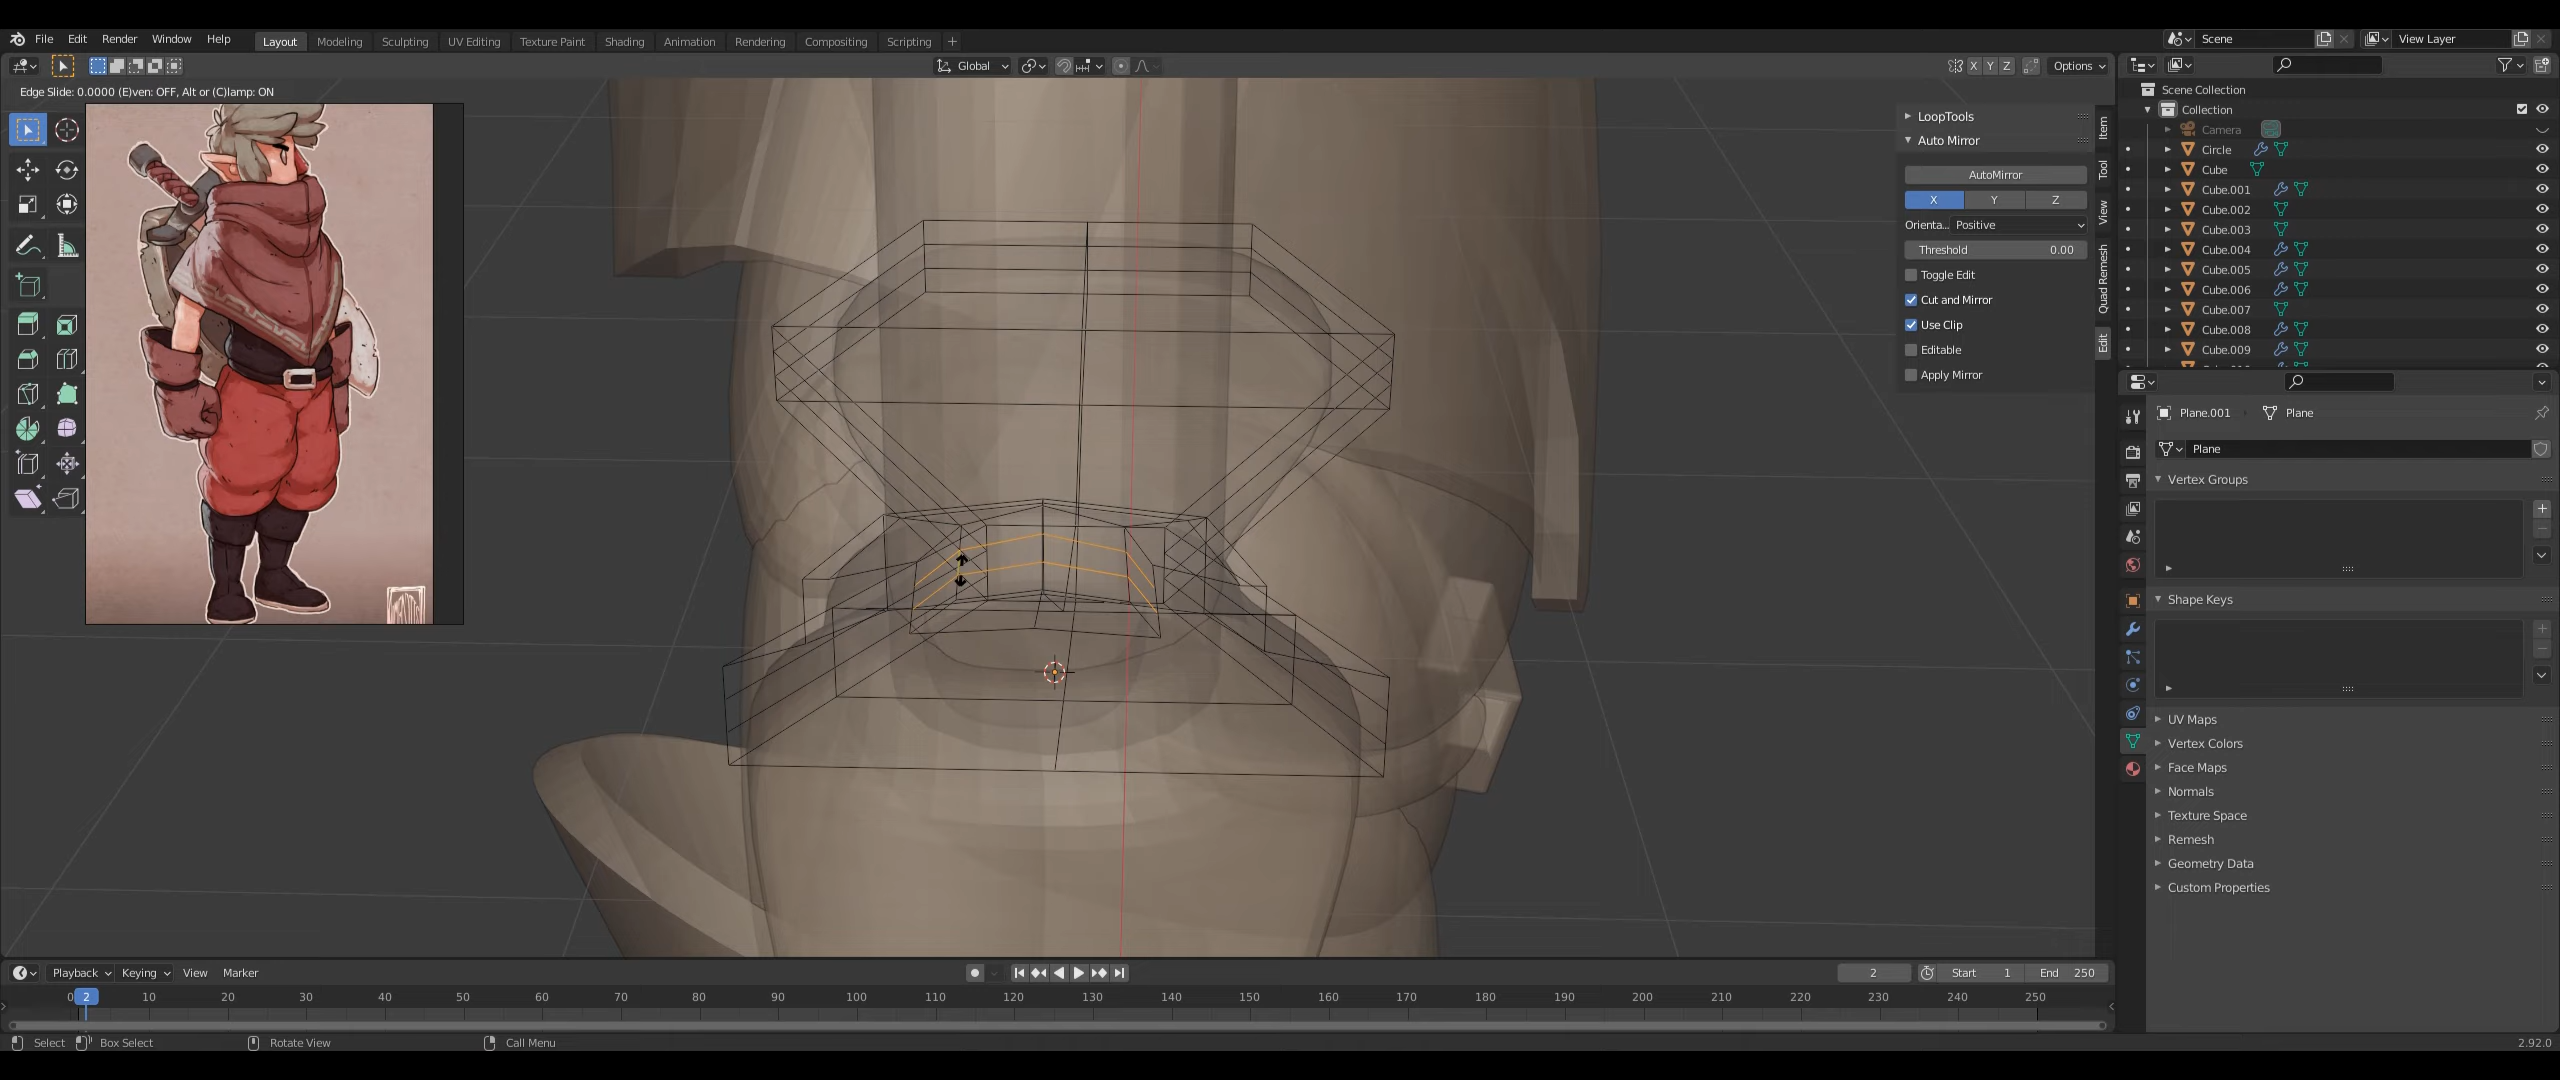 File Edit Render Window Help Layout Modeling Sculpting UV Editing Texture Paint Shading Animation Rendering Compositing Scripting + Scene View Layer
Global X Y Z Options
Edge Slide: 0.0000 (E)ven: OFF, Alt or (C)lamp: ON
LoopTools
Auto Mirror
AutoMirror
X Y Z
Orienta... Positive
Threshold 0.00
Toggle Edit
Cut and Mirror
Use Clip
Editable
Apply Mirror
Item
Tool
View
Quad Remesh
Edit
Scene Collection
Collection
Camera
Circle
Cube
Cube.001
Cube.002
Cube.003
Cube.004
Cube.005
Cube.006
Cube.007
Cube.008
Cube.009
Plane.001 Plane
Plane
Vertex Groups
Shape Keys
UV Maps
Vertex Colors
Face Maps
Normals
Texture Space
Remesh
Geometry Data
Custom Properties
Playback Keying View Marker 2 Start 1 End 250
0 2 10 20 30 40 50 60 70 80 90 100 110 120 130 140 150 160 170 180 190 200 210 220 230 240 250
Select Box Select Rotate View Call Menu 2.92.0